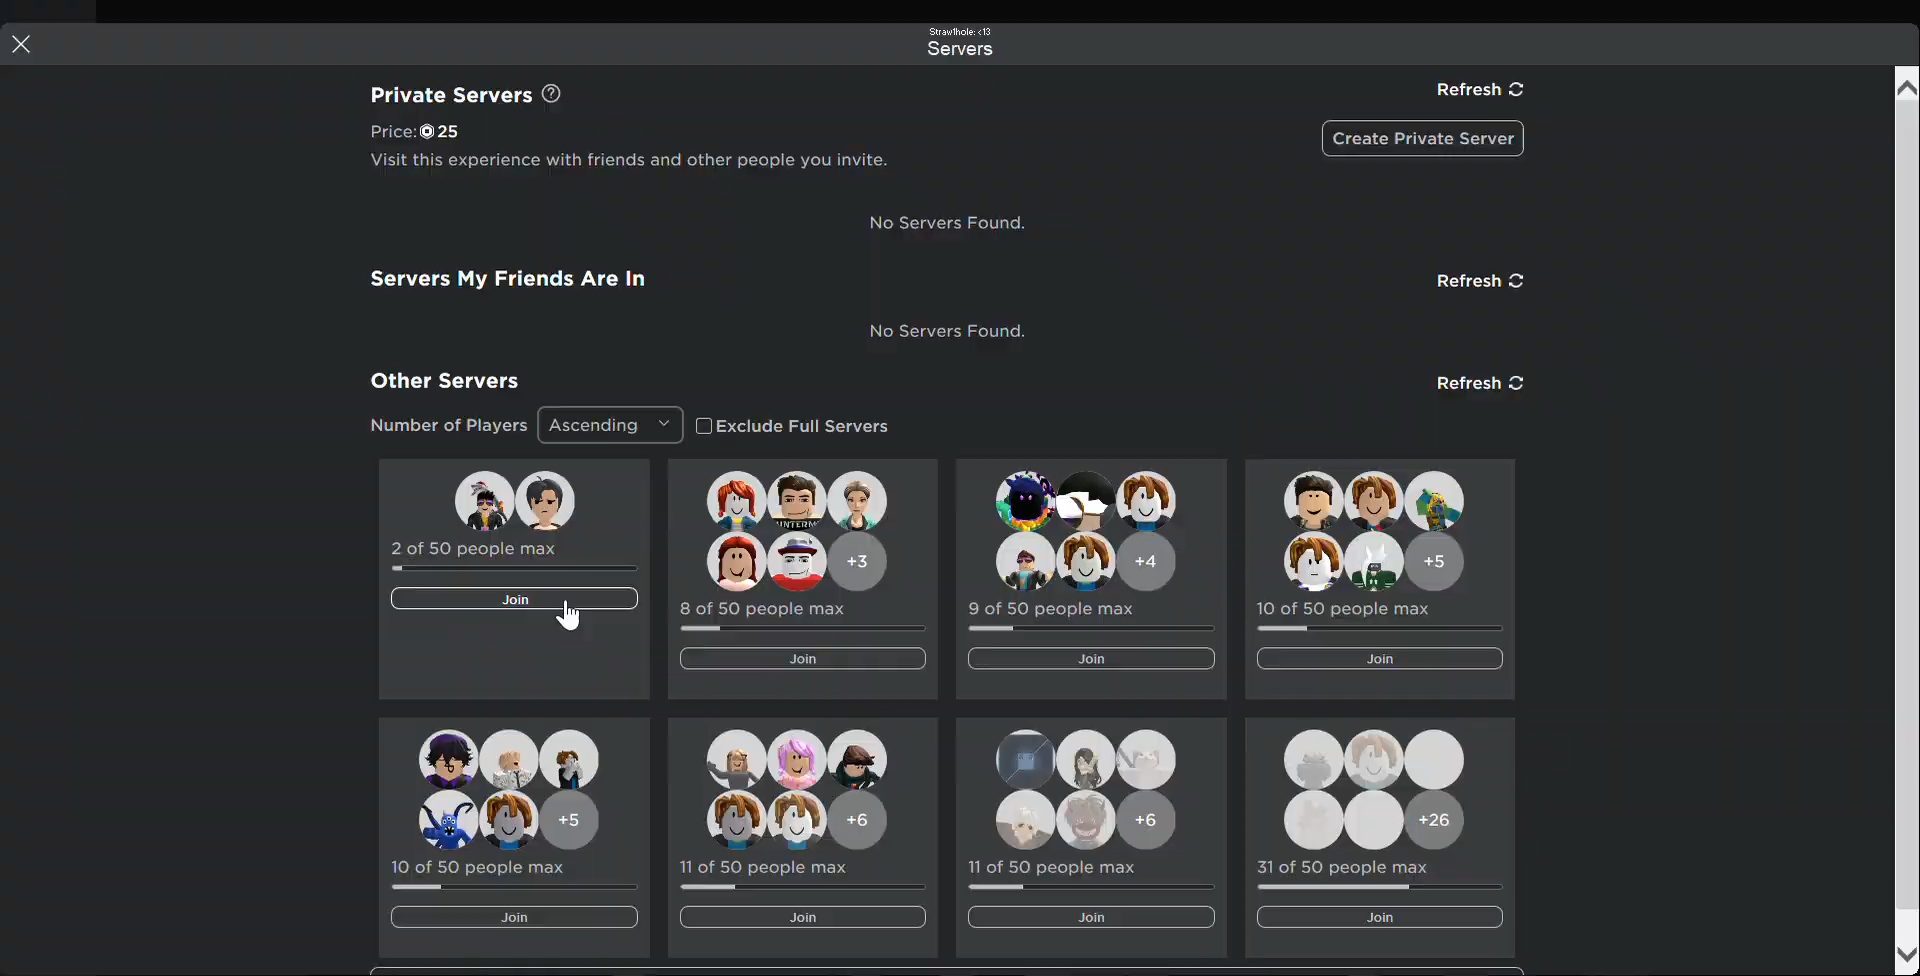 Straw1hole: <13
Servers
Private Servers
Refresh
Price: 25
Create Private Server
Visit this experience with friends and other people you invite.
No Servers Found.
Servers My Friends Are In
Refresh
No Servers Found.
Other Servers
Refresh
Number of Players Ascending Exclude Full Servers
UNTERM
+3 +4 +5
2 of 50 people max
Join
8 of 50 people max 9 of 50 people max 10 of 50 people max
Join Join Join
+5 +6 +6 +26
10 of 50 people max 11 of 50 people max 11 of 50 people max 31 of 50 people max
Join Join Join Join